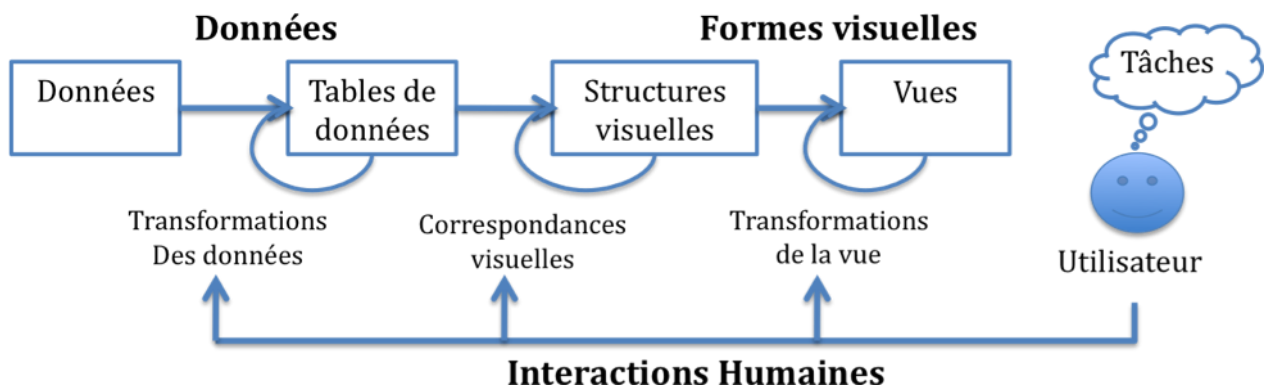 Données
Formes visuelles
Données
Tables de
données
Structures
visuelles
Vues
Tâches
Transformations
Des données
Correspondances
visuelles
Transformations
de la vue
Utilisateur
Interactions Humaines